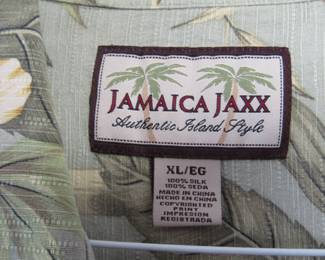 JAMAICA JAXX
Authentic Island Style
XL/EG
100% SILK
100% SEDA
MADE IN CHINA
HECHO EN CHINA
COPYRIGHTED
PRINT
IMPRESION
REGISTRADA